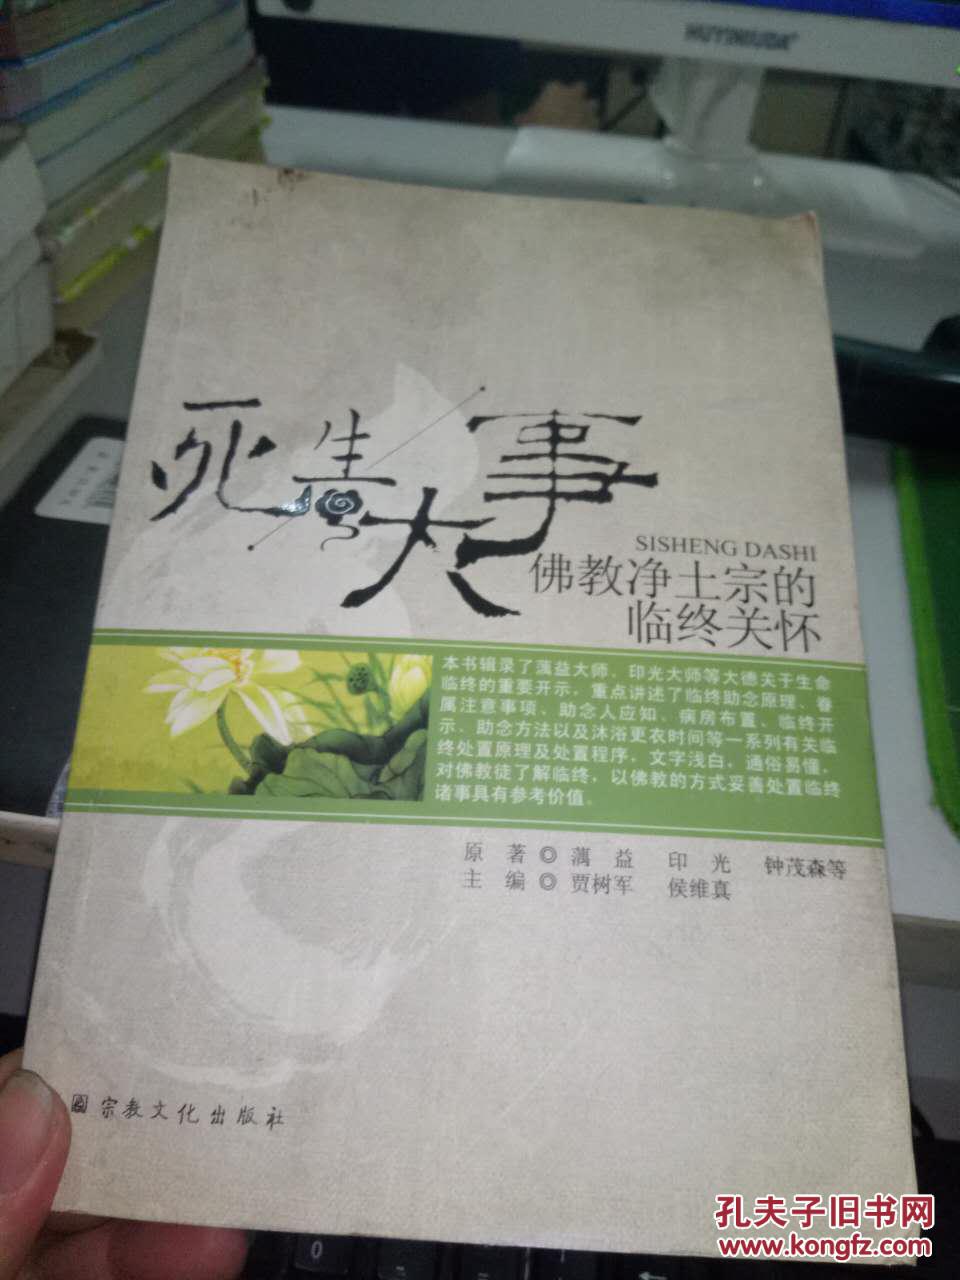 HUYINIUDA
死生大事
SISHENG DASHI
佛教净土宗的
临终关怀
本书辑录了蕅益大师、印光大师等大德关于生命
临终的重要开示，重点讲述了临终助念原理、眷
属注意事项、助念人应知、病房布置、临终开
示、助念方法以及沐浴更衣时间等一系列有关临
终处置原理及处置程序，文字浅白，通俗易懂，
对佛教徒了解临终，以佛教的方式妥善处置临终
诸事具有参考价值。
原 著◎ 蕅 益 印 光 钟茂森等
主 编◎ 贾树军 侯维真
宗教文化出版社
孔夫子旧书网
www.kongfz.com